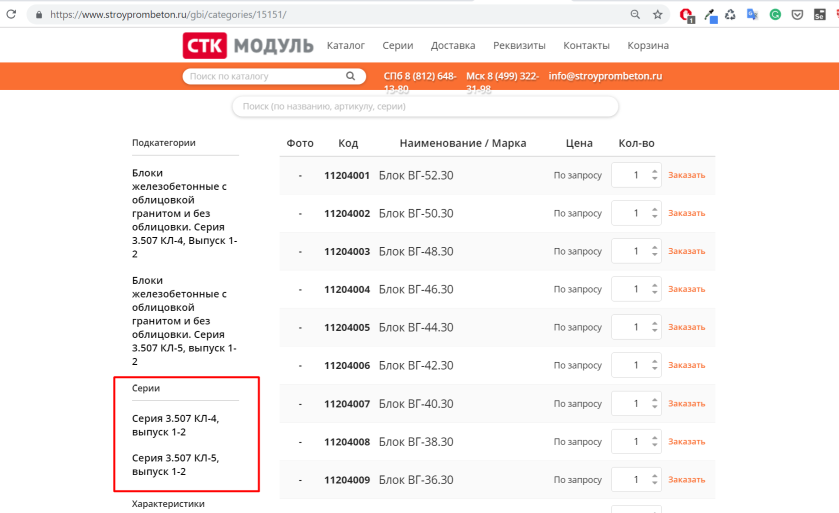 https://www.stroyprombeton.ru/gbi/categories/15151/
СТК МОДУЛЬ Каталог Серии Доставка Реквизиты Контакты Корзина
Поиск по каталогу СПб 8 (812) 648- Мск 8 (499) 322- info@stroyprombeton.ru
13-80 31-98
Поиск (по названию, артикулу, серии)
Подкатегории
Блоки
железобетонные с
облицовкой
гранитом и без
облицовки. Серия
3.507 КЛ-4, Выпуск 1-
2
Блоки
железобетонные с
облицовкой
гранитом и без
облицовки. Серия
3.507 КЛ-5, выпуск 1-
2
Серии
Серия 3.507 КЛ-4,
выпуск 1-2
Серия 3.507 КЛ-5,
выпуск 1-2
Характеристики
Фото Код Наименование / Марка Цена Кол-во
- 11204001 Блок ВГ-52.30 По запросу 1 Заказать
- 11204002 Блок ВГ-50.30 По запросу 1 Заказать
- 11204003 Блок ВГ-48.30 По запросу 1 Заказать
- 11204004 Блок ВГ-46.30 По запросу 1 Заказать
- 11204005 Блок ВГ-44.30 По запросу 1 Заказать
- 11204006 Блок ВГ-42.30 По запросу 1 Заказать
- 11204007 Блок ВГ-40.30 По запросу 1 Заказать
- 11204008 Блок ВГ-38.30 По запросу 1 Заказать
- 11204009 Блок ВГ-36.30 По запросу 1 Заказать